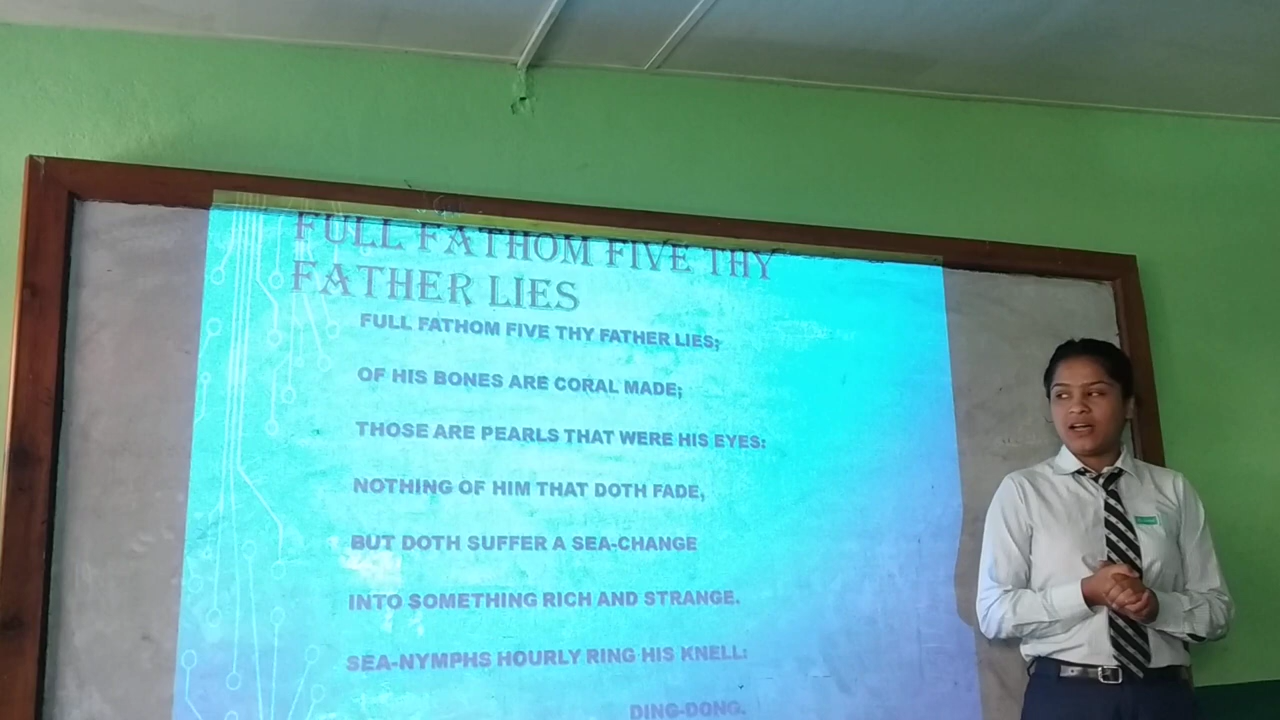 FULL FATHOM FIVE THY
FATHER LIES
FULL FATHOM FIVE THY FATHER LIES;
OF HIS BONES ARE CORAL MADE;
THOSE ARE PEARLS THAT WERE HIS EYES:
NOTHING OF HIM THAT DOTH FADE,
BUT DOTH SUFFER A SEA-CHANGE
INTO SOMETHING RICH AND STRANGE.
SEA-NYMPHS HOURLY RING HIS KNELL:
DING-DONG.